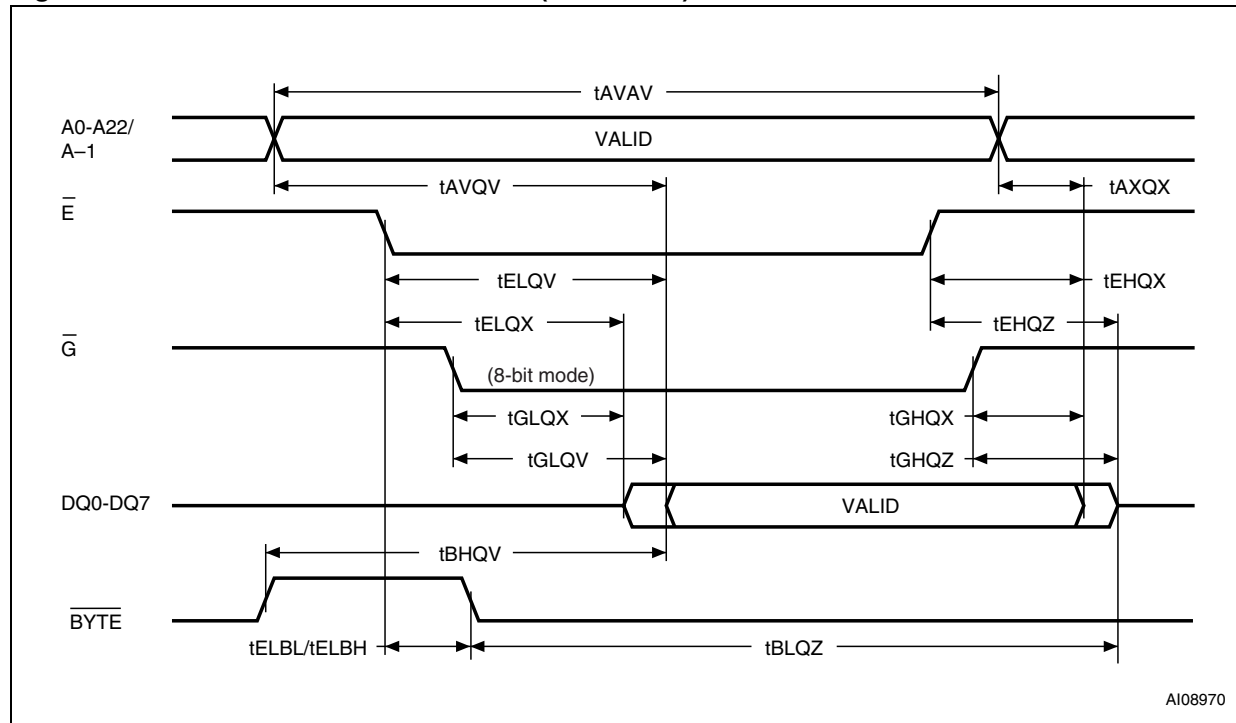 tAVAV
A0-A22/
A–1
VALID
tAVQV
tAXQX
E
tELQV
tEHQX
tELQX
tEHQZ
G
(8-bit mode)
tGLQX
tGHQX
tGLQV
tGHQZ
DQ0-DQ7
VALID
tBHQV
BYTE
tELBL/tELBH
tBLQZ
AI08970